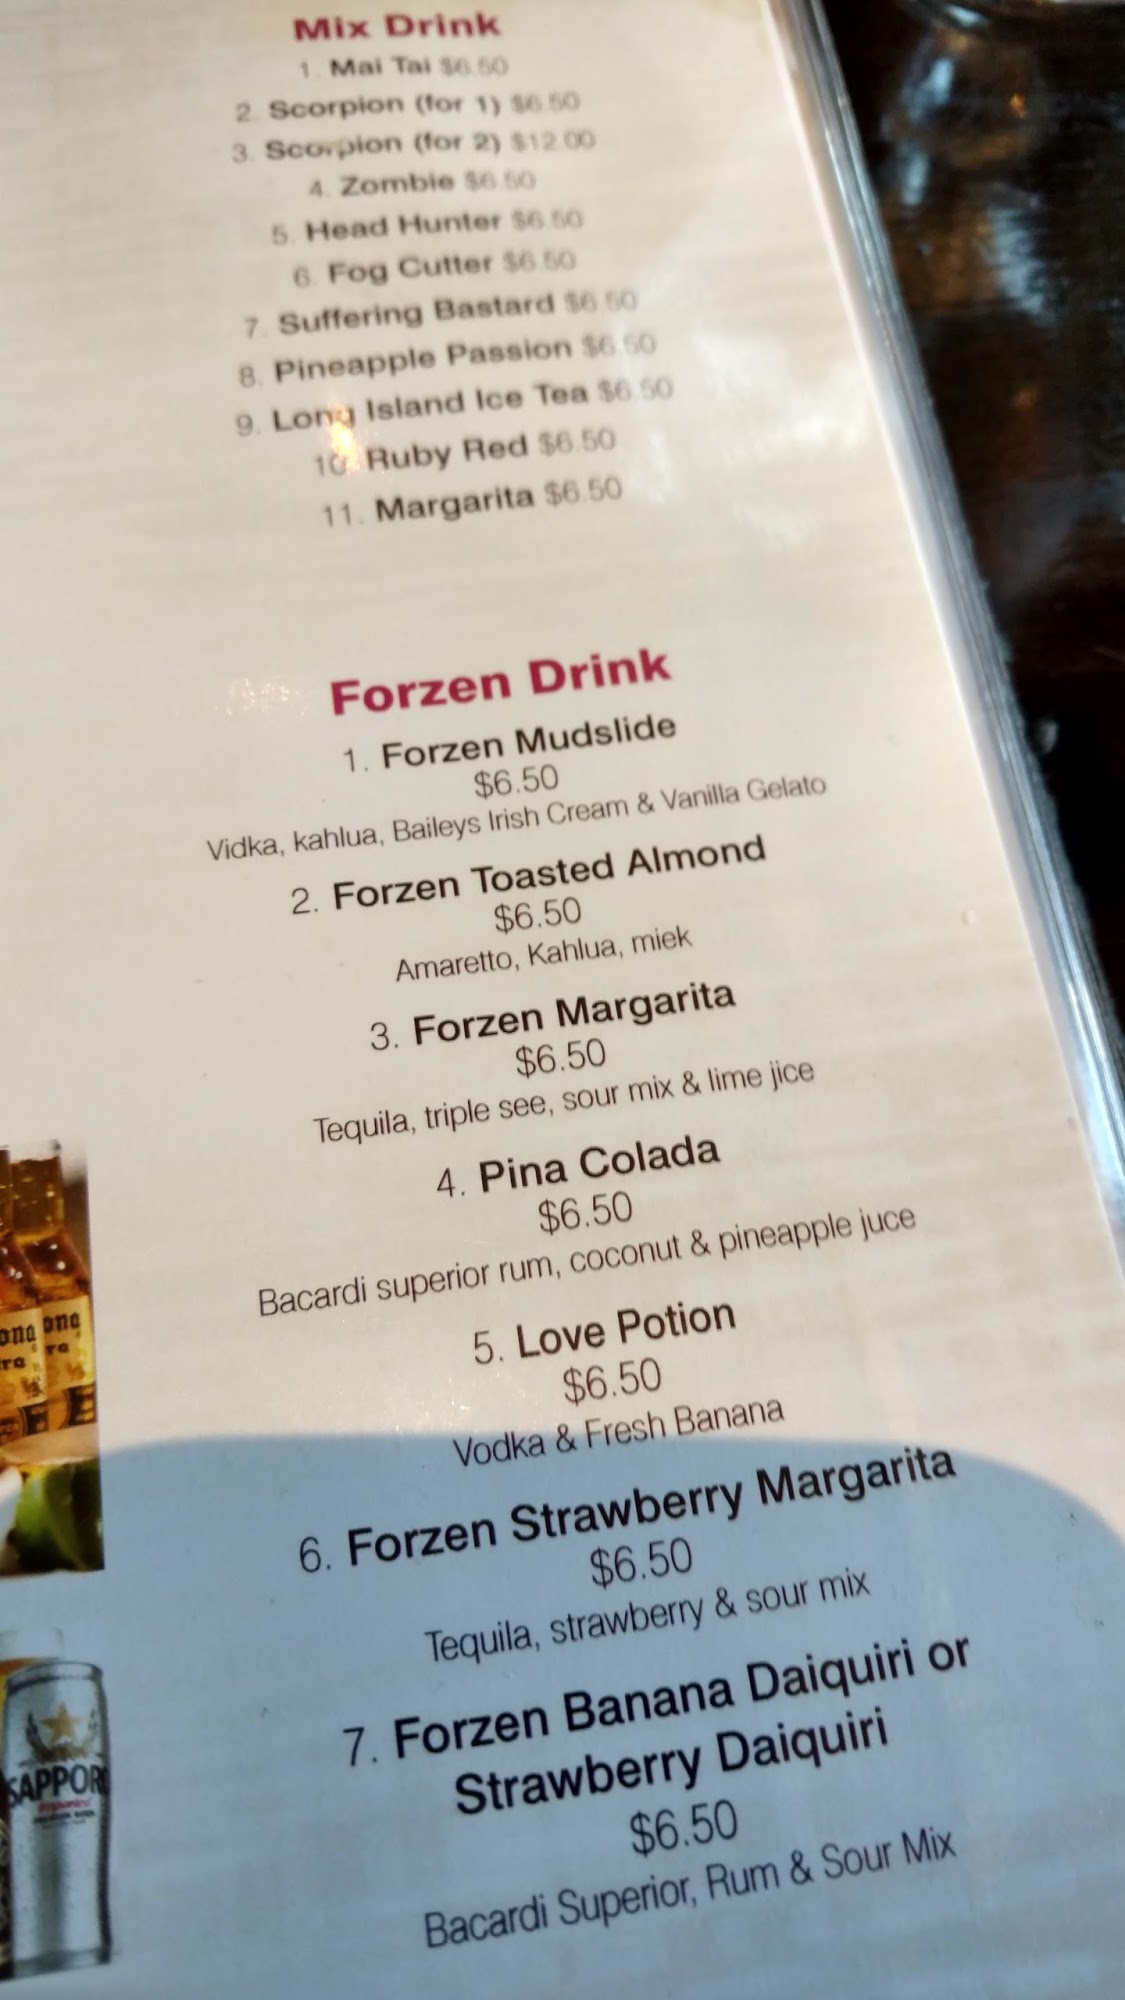 Mix Drink
1. Mai Tai $6.50
2. Scorpion (for 1) $6.50
3. Scorpion (for 2) $12.00
4. Zombie $6.50
5. Head Hunter $6.50
6. Fog Cutter $6.50
7. Suffering Bastard $6.50
8. Pineapple Passion $6.50
9. Long Island Ice Tea $6.50
10. Ruby Red $6.50
11. Margarita $6.50
Forzen Drink
1. Forzen Mudslide
$6.50
Vidka, kahlua, Baileys Irish Cream & Vanilla Gelato
2. Forzen Toasted Almond
$6.50
Amaretto, Kahlua, miek
3. Forzen Margarita
$6.50
Tequila, triple see, sour mix & lime jice
4. Pina Colada
$6.50
Bacardi superior rum, coconut & pineapple juce
5. Love Potion
$6.50
Vodka & Fresh Banana
6. Forzen Strawberry Margarita
$6.50
Tequila, strawberry & sour mix
7. Forzen Banana Daiquiri or
Strawberry Daiquiri
$6.50
Bacardi Superior, Rum & Sour Mix
SAPPORO